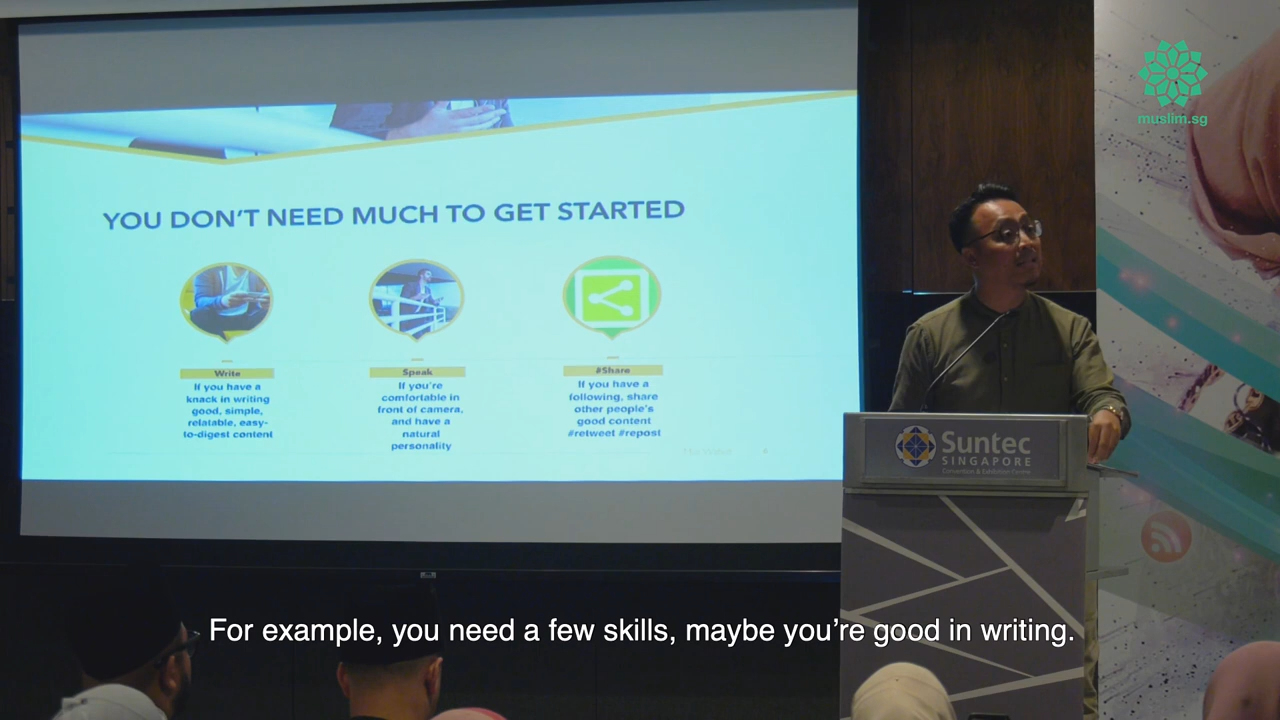 muslim.sg
YOU DON'T NEED MUCH TO GET STARTED
Write
If you have a
knack in writing
good, simple,
relatable, easy-
to-digest content
Speak
If you're
comfortable in
front of camera,
and have a
natural
personality
#Share
If you have a
following, share
other people's
good content
#retweet #repost
Suntec
SINGAPORE
Convention & Exhibition Centre
For example, you need a few skills, maybe you’re good in writing.